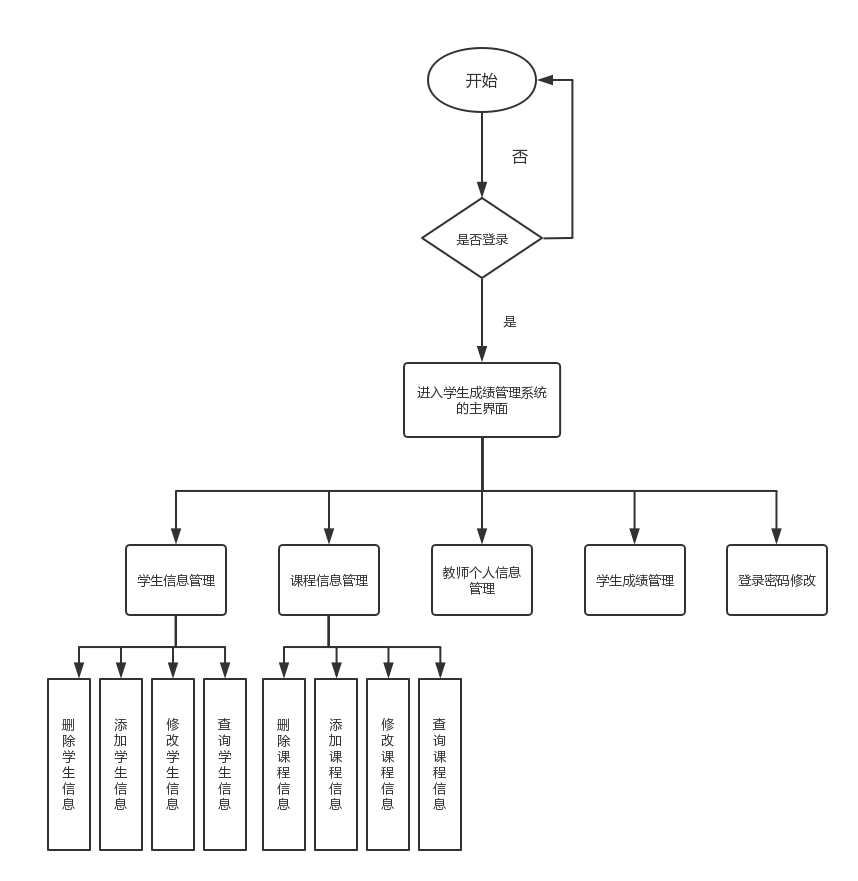 开始
否
是否登录
是
进入学生成绩管理系统
的主界面
学生信息管理
课程信息管理
教师个人信息
管理
学生成绩管理
登录密码修改
删除学生信息
添加学生信息
修改学生信息
查询学生信息
删除课程信息
添加课程信息
修改课程信息
查询课程信息